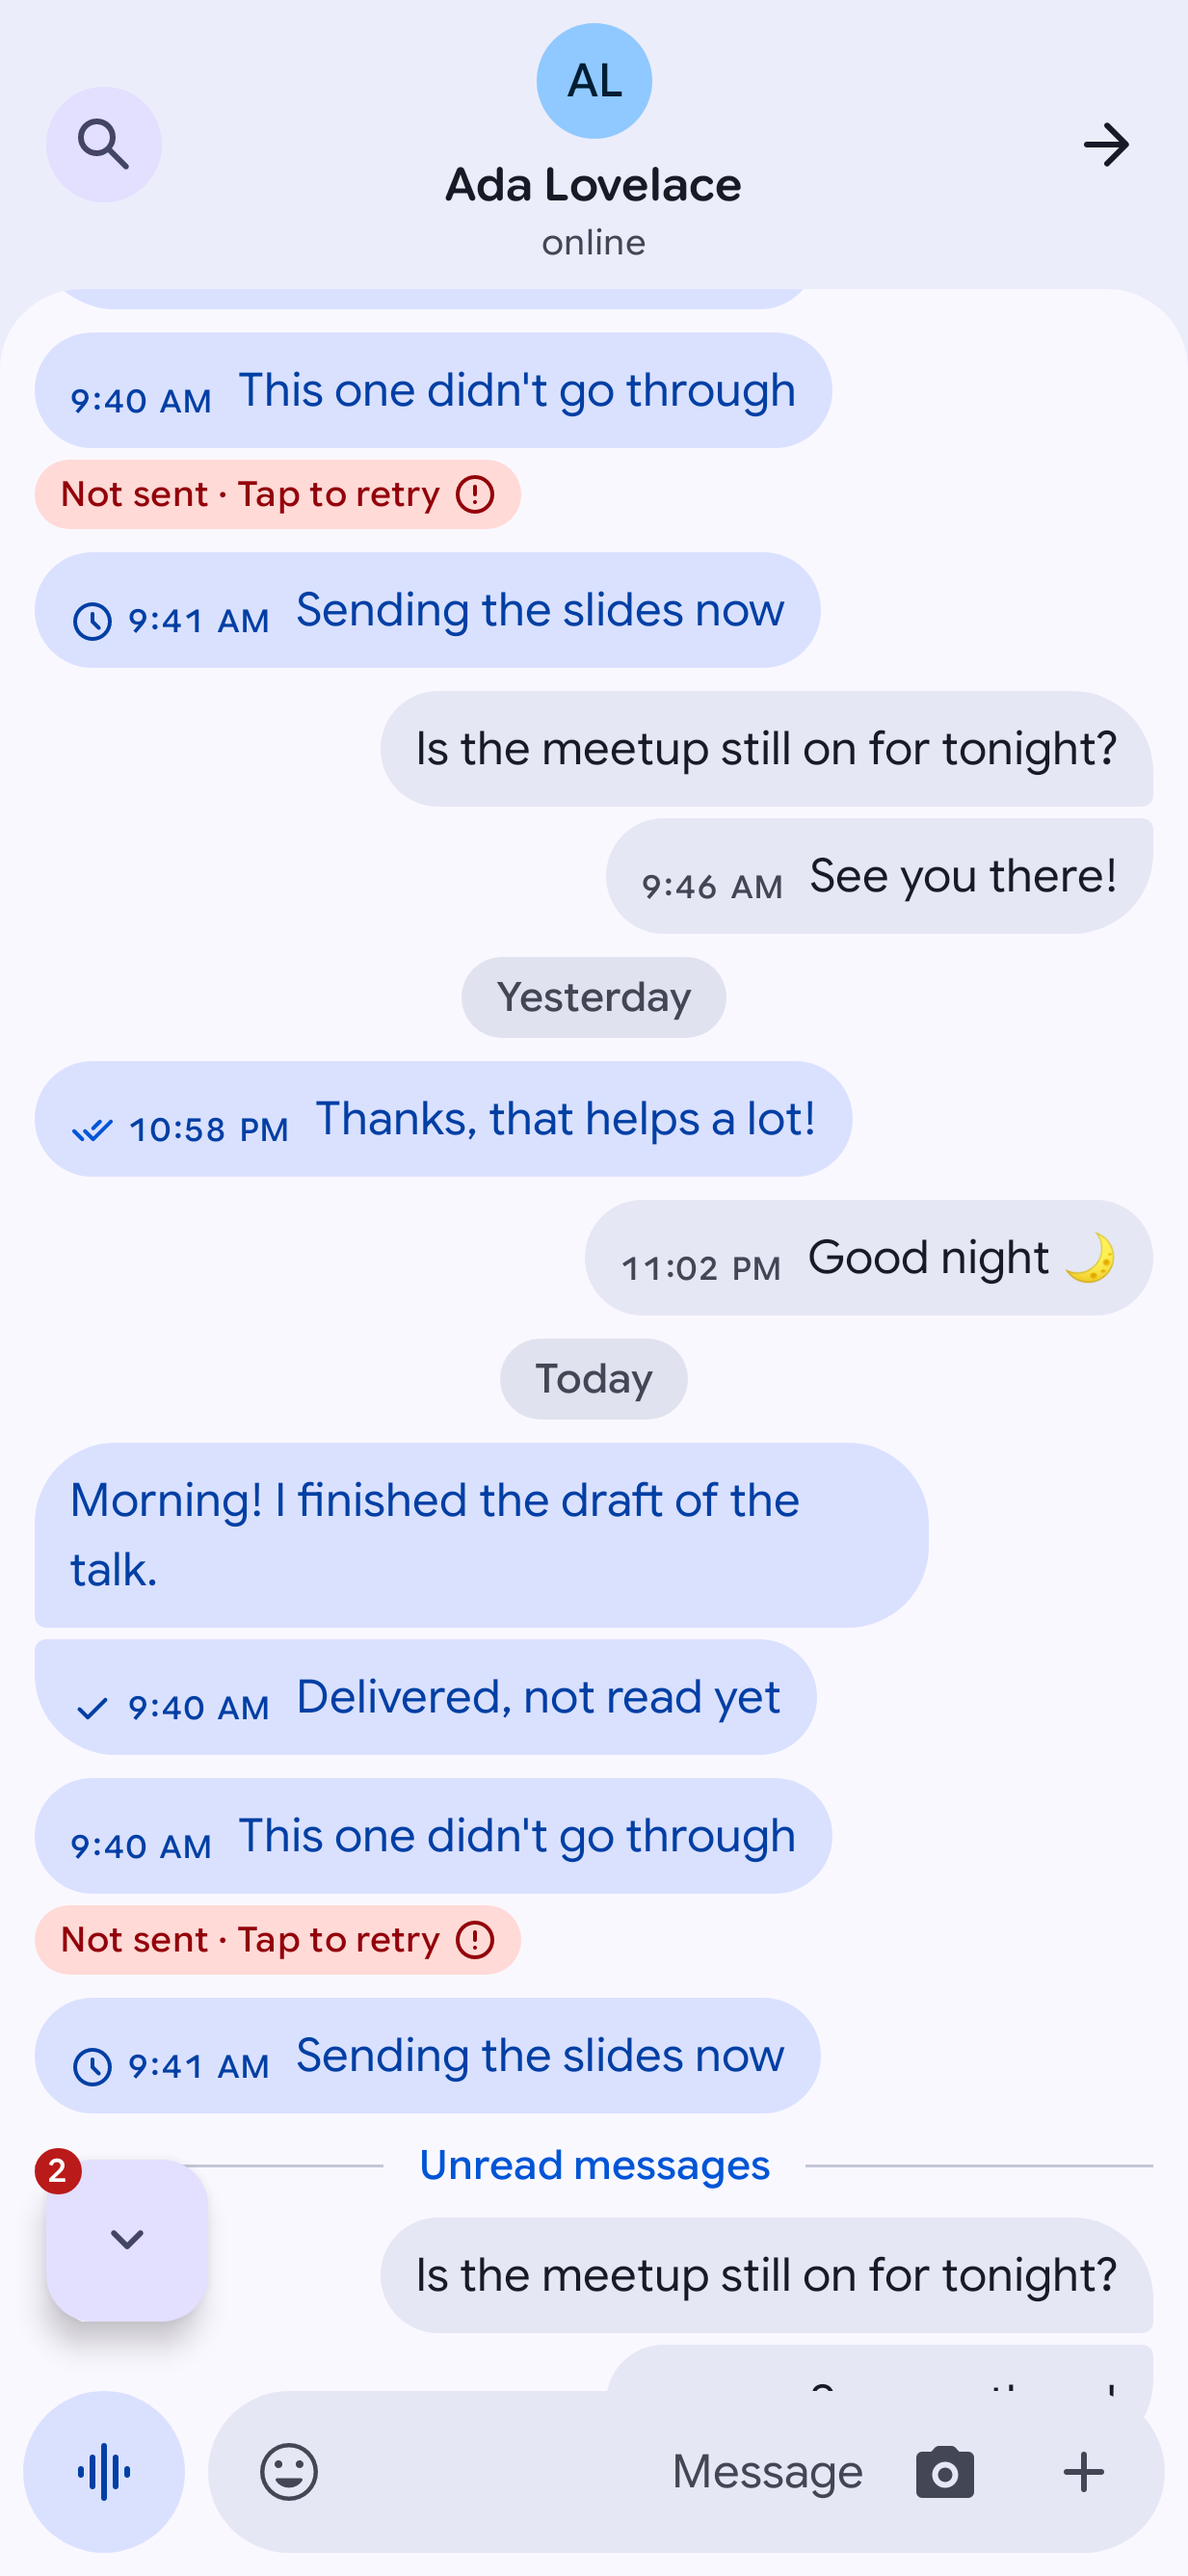 AL
Ada Lovelace
online
9:40 AM This one didn't go through
Not sent · Tap to retry
9:41 AM Sending the slides now
Is the meetup still on for tonight?
9:46 AM See you there!
Yesterday
10:58 PM Thanks, that helps a lot!
11:02 PM Good night 🌙
Today
Morning! I finished the draft of the
talk.
9:40 AM Delivered, not read yet
9:40 AM This one didn't go through
Not sent · Tap to retry
9:41 AM Sending the slides now
Unread messages
2
Is the meetup still on for tonight?
Message